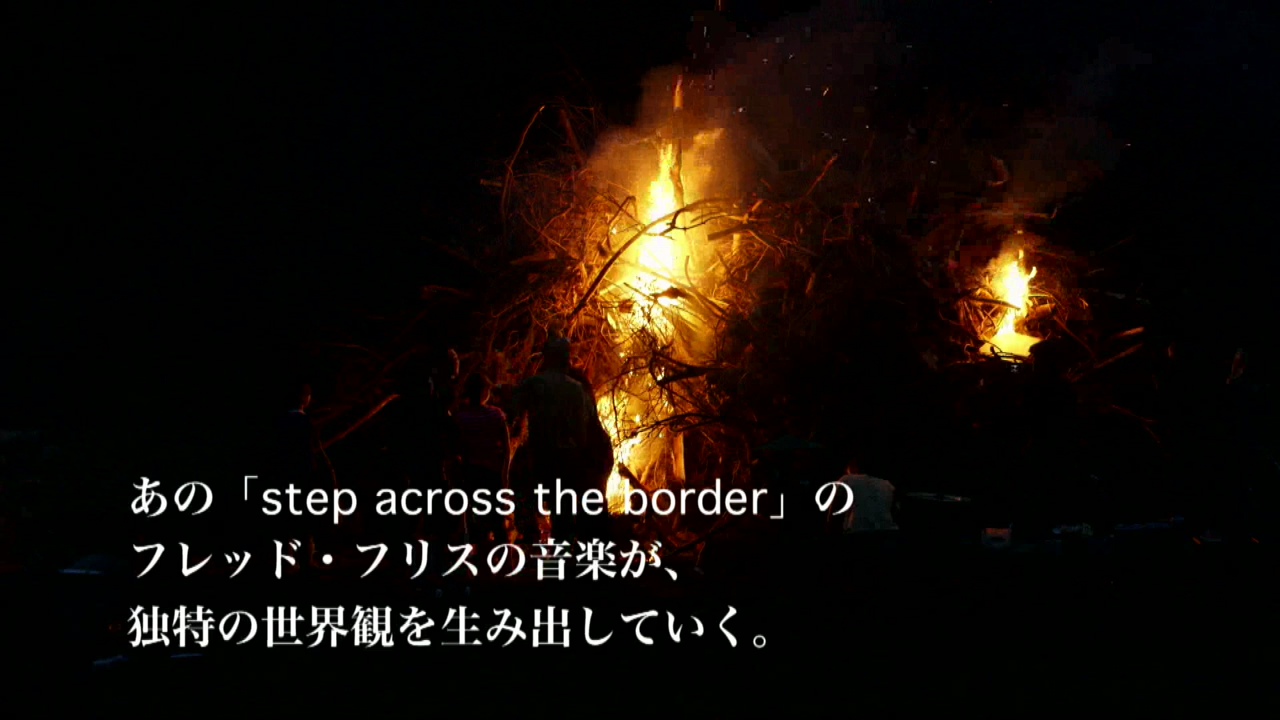 あの「step across the border」の
フレッド・フリスの音楽が、
独特の世界観を生み出していく。